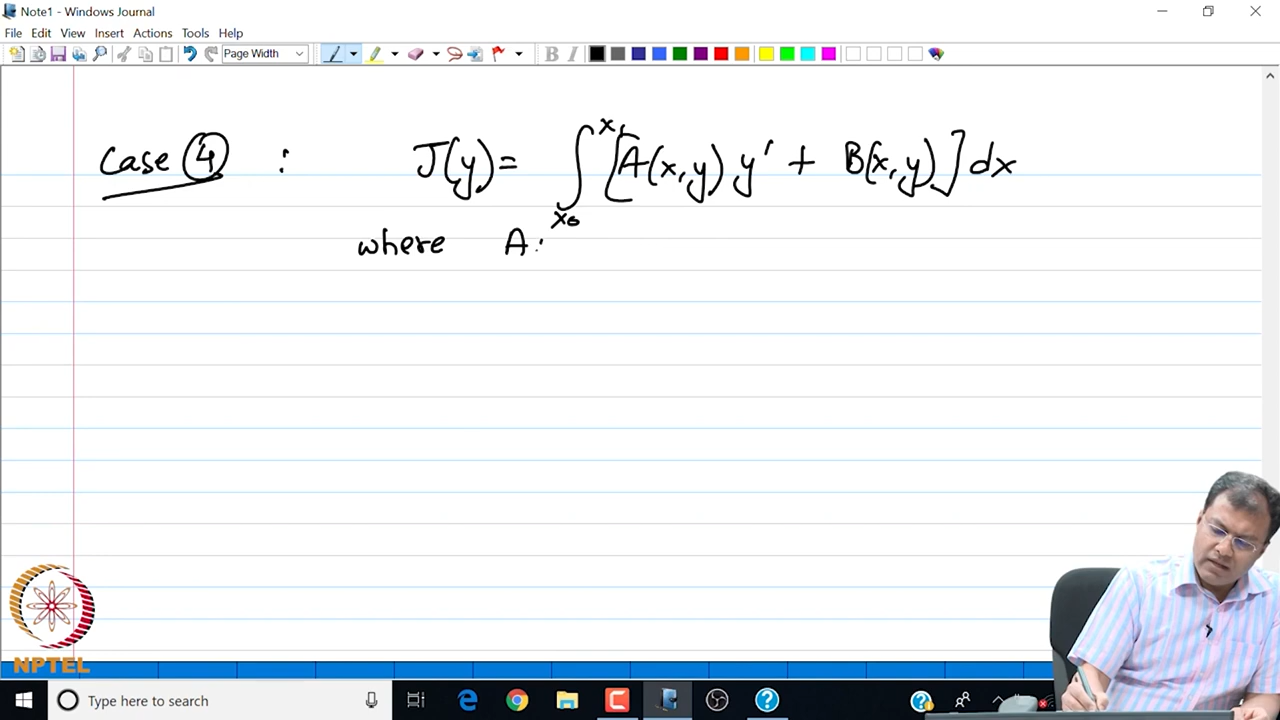 Note1 - Windows Journal
File Edit View Insert Actions Tools Help
Page Width
B I
Case 4 : J(y) = ∫_{x₀}^{x₁} [A(x,y) y' + B(x,y)] dx
where A
NPTEL
Type here to search